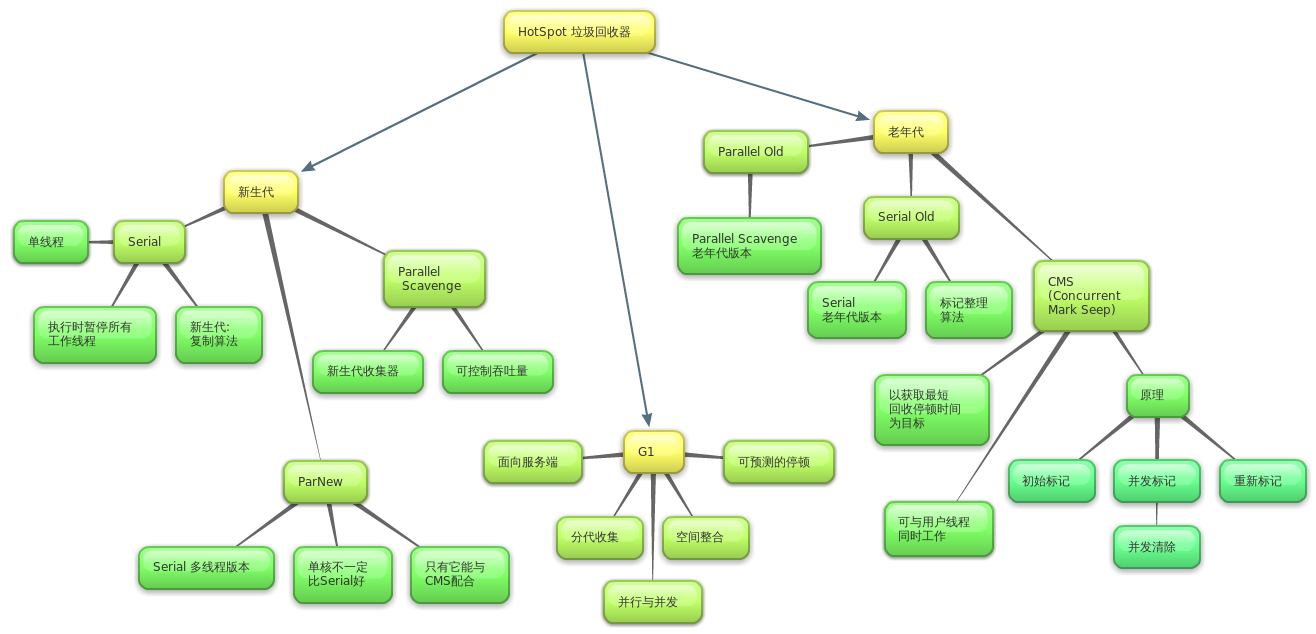 HotSpot 垃圾回收器
新生代
Serial
单线程
执行时暂停所有
工作线程
新生代:
复制算法
Parallel
Scavenge
新生代收集器
可控制吞吐量
ParNew
Serial 多线程版本
单核不一定
比Serial好
只有它能与
CMS配合
G1
面向服务端
分代收集
并行与并发
空间整合
可预测的停顿
老年代
Parallel Old
Parallel Scavenge
老年代版本
Serial Old
Serial
老年代版本
标记整理
算法
CMS
(Concurrent
Mark Seep)
以获取最短
回收停顿时间
为目标
可与用户线程
同时工作
原理
初始标记
并发标记
并发清除
重新标记